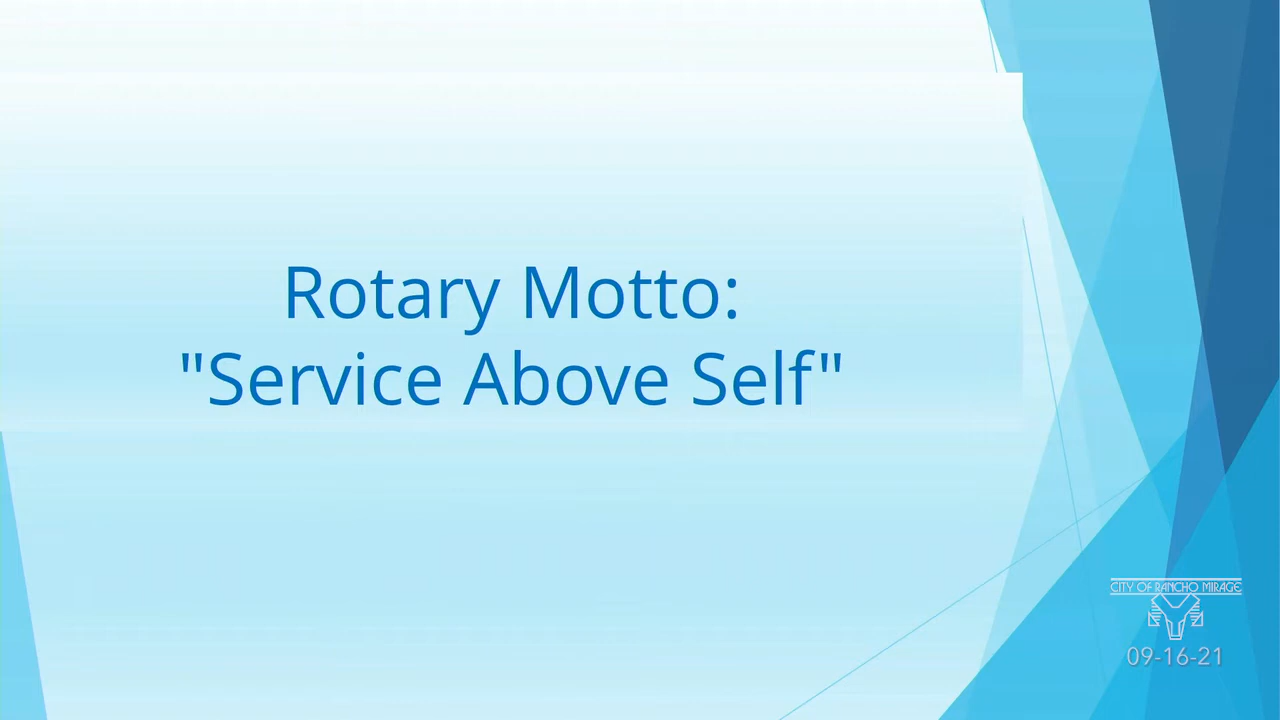 Rotary Motto:
"Service Above Self"
CITY OF RANCHO MIRAGE
09-16-21